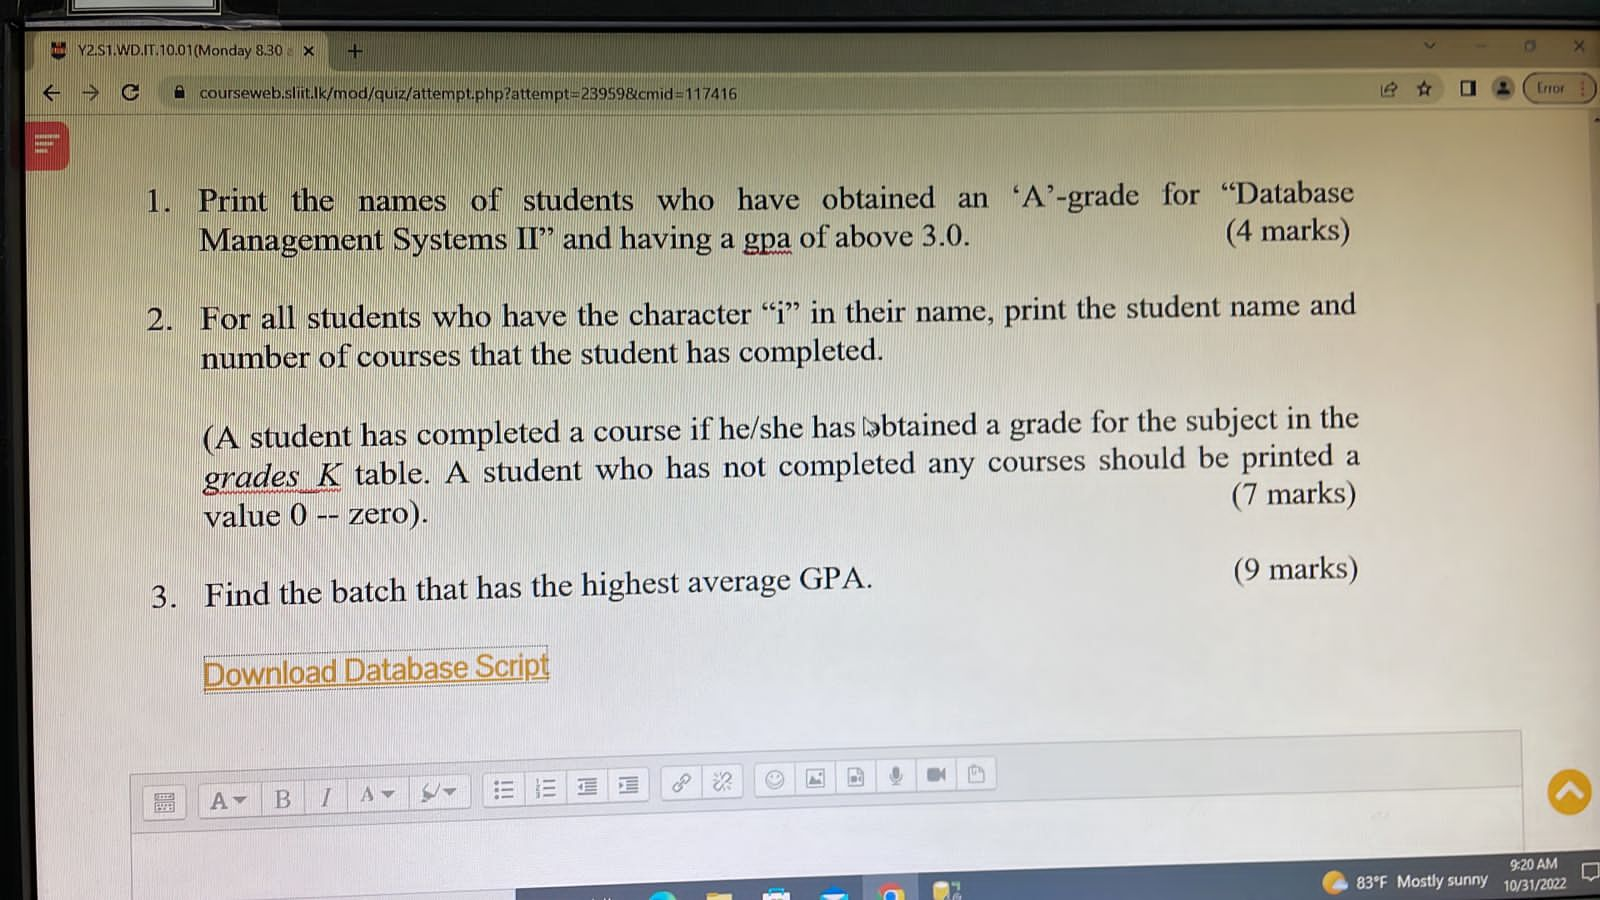 Y2.S1.WD.IT.10.01(Monday 8.30
courseweb.sliit.lk/mod/quiz/attempt.php?attempt=23959&cmid=117416
Error
1. Print the names of students who have obtained an ‘A’-grade for “Database
Management Systems II” and having a gpa of above 3.0. (4 marks)
2. For all students who have the character “i” in their name, print the student name and
number of courses that the student has completed.
(A student has completed a course if he/she has obtained a grade for the subject in the
grades_K table. A student who has not completed any courses should be printed a
value 0 -- zero). (7 marks)
3. Find the batch that has the highest average GPA. (9 marks)
Download Database Script
A B I A
83°F Mostly sunny
9:20 AM
10/31/2022